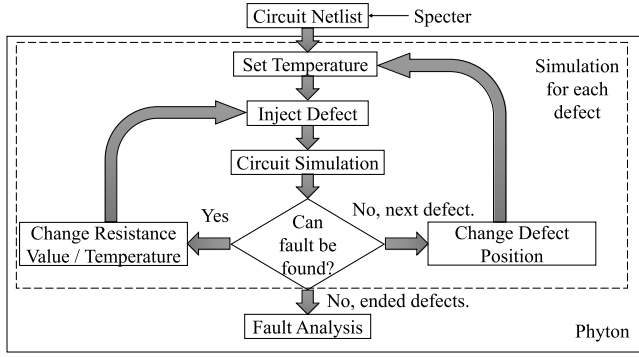 Circuit Netlist
Specter
Set Temperature
Simulation
for each
defect
Inject Defect
Circuit Simulation
Yes
No, next defect.
Can
fault be
found?
Change Resistance
Value / Temperature
Change Defect
Position
No, ended defects.
Fault Analysis
Phyton